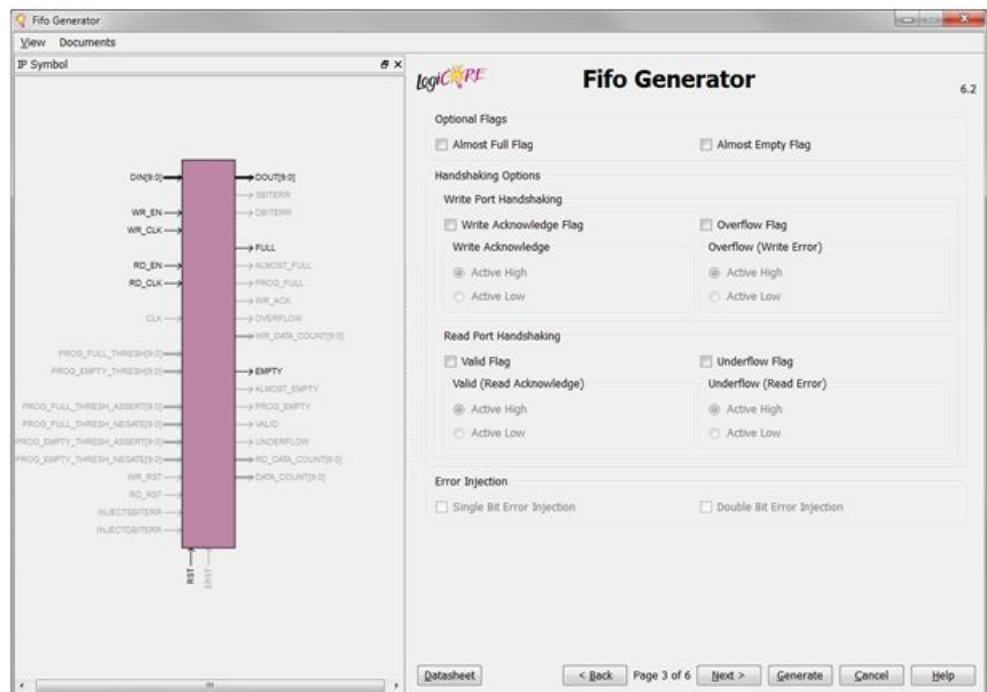 Fifo Generator
View Documents
IP Symbol
DIN[9:0]
WR_EN
WR_CLK
RD_EN
RD_CLK
CLK
PROG_FULL_THRESH[9:0]
PROG_EMPTY_THRESH[9:0]
PROG_FULL_THRESH_ASSERT[9:0]
PROG_FULL_THRESH_NEGATE[9:0]
PROG_EMPTY_THRESH_ASSERT[9:0]
PROG_EMPTY_THRESH_NEGATE[9:0]
WR_RST
RD_RST
INJECTSBITERR
INJECTDBITERR
DOUT[9:0]
SBITERR
DBITERR
FULL
ALMOST_FULL
PROG_FULL
WR_ACK
OVERFLOW
WR_DATA_COUNT[9:0]
EMPTY
ALMOST_EMPTY
PROG_EMPTY
VALID
UNDERFLOW
RD_DATA_COUNT[9:0]
DATA_COUNT[9:0]
RST
SRST
LogiCORE
Fifo Generator
6.2
Optional Flags
Almost Full Flag Almost Empty Flag
Handshaking Options
Write Port Handshaking
Write Acknowledge Flag Overflow Flag
Write Acknowledge Overflow (Write Error)
Active High Active High
Active Low Active Low
Read Port Handshaking
Valid Flag Underflow Flag
Valid (Read Acknowledge) Underflow (Read Error)
Active High Active High
Active Low Active Low
Error Injection
Single Bit Error Injection Double Bit Error Injection
Datasheet < Back Page 3 of 6 Next > Generate Cancel Help